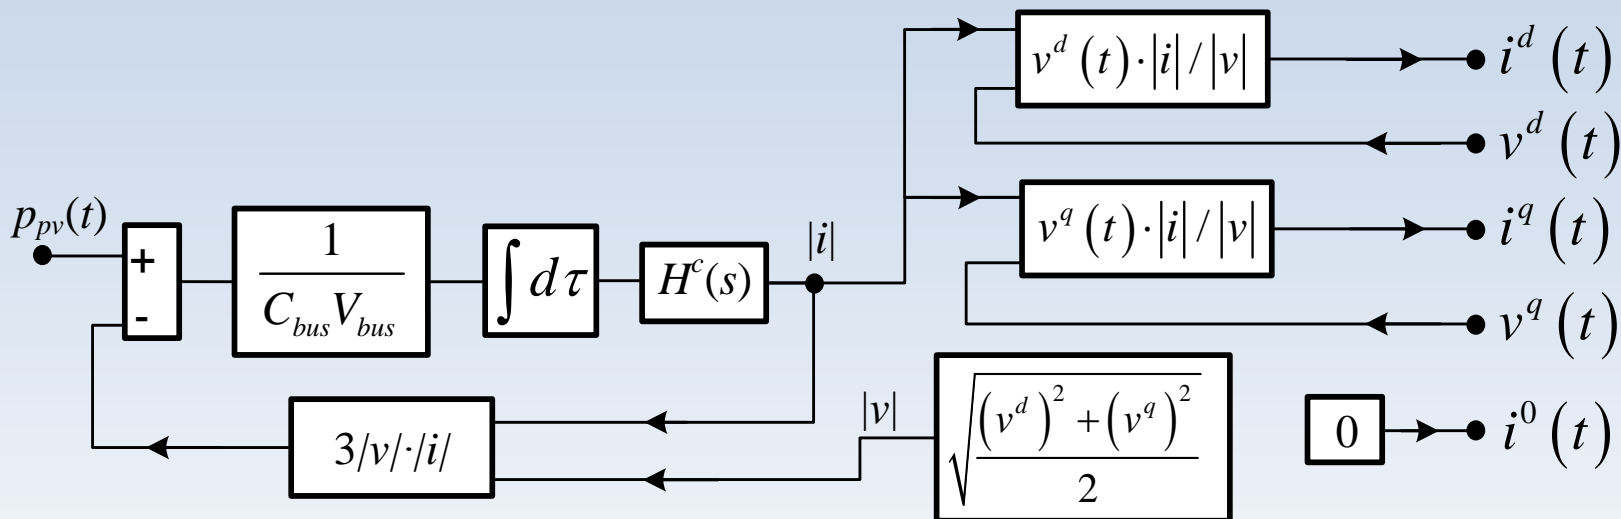 v^d (t)·|i| / |v|
i^d (t)
v^d (t)
p_pv(t)
+
-
1
C_bus V_bus
∫ dτ
H^c(s)
|i|
v^q (t)·|i| / |v|
i^q (t)
v^q (t)
3/v/·/i/
|v|
√
(v^d)^2 + (v^q)^2
2
0
i^0 (t)